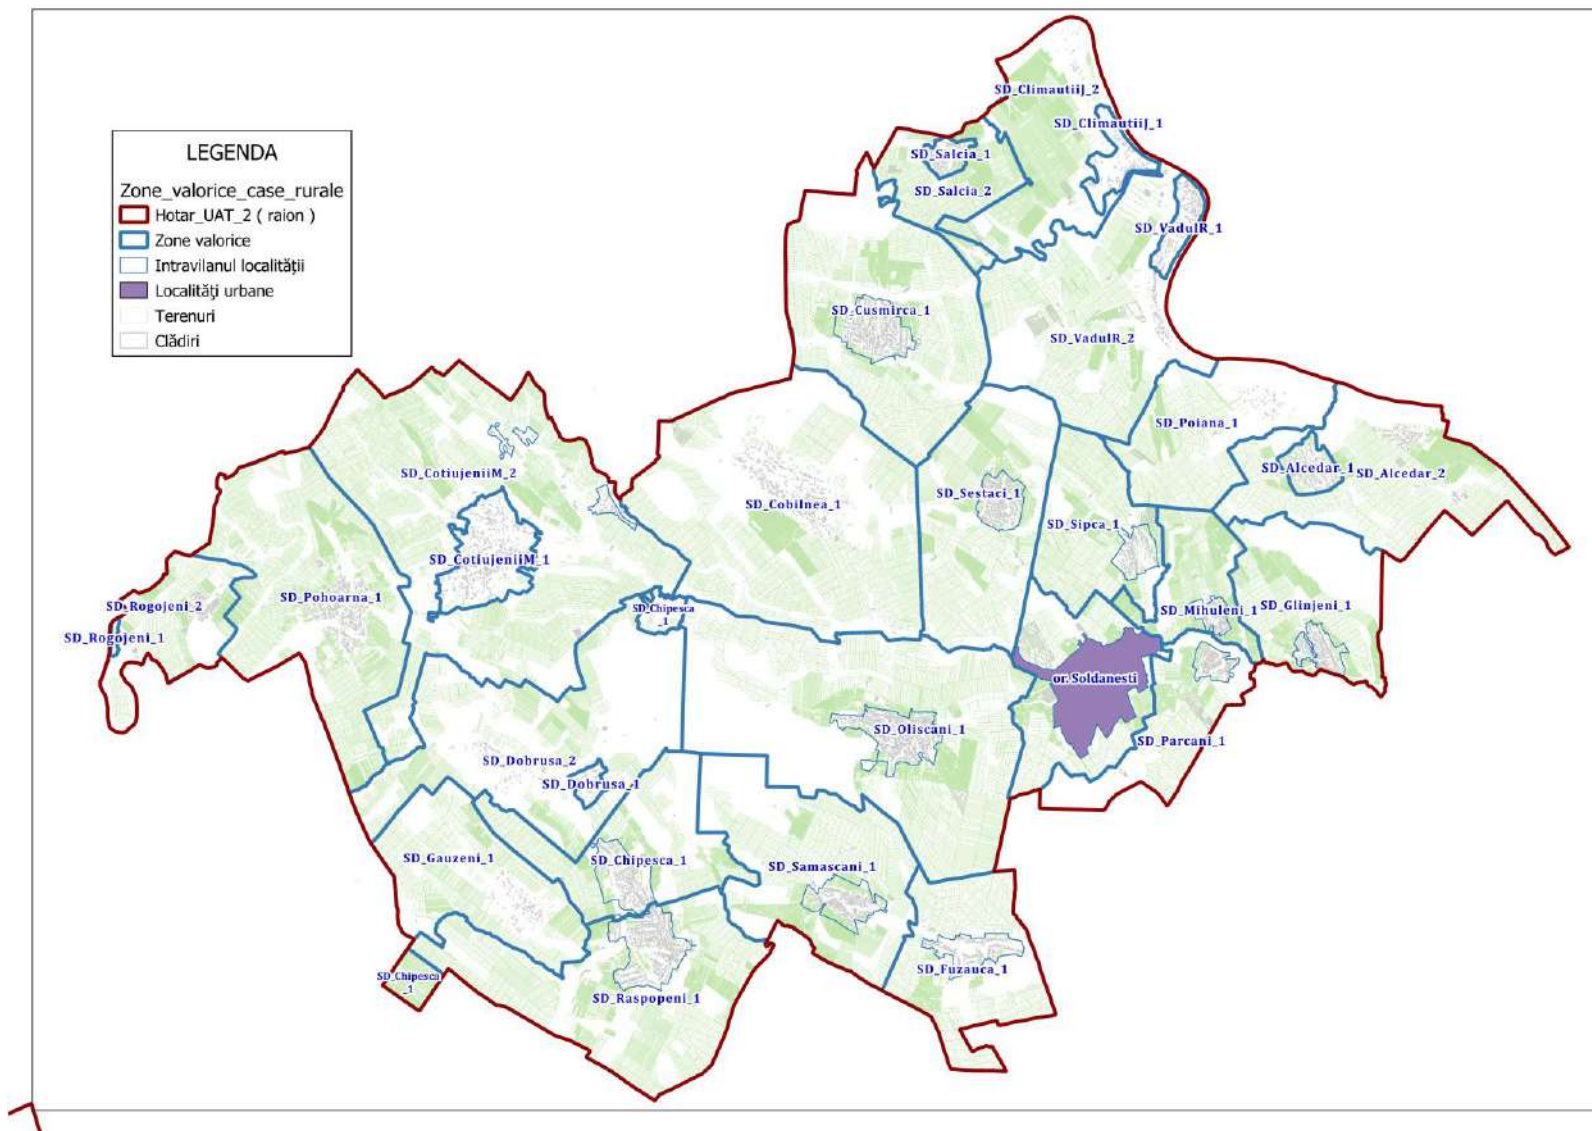 SD_ClimautiiJ_2
SD_ClimautiiJ_1
LEGENDA
Zone_valorice_case_rurale
Hotar_UAT_2 ( raion )
Zone valorice
Intravilanul localității
Localități urbane
Terenuri
Clădiri
SD_Salcia_1
SD_Salcia_2
SD_VadulR_1
SD_Cusmirca_1
SD_VadulR_2
SD_Poiana_1
SD_CotiujeniiM_2
SD_Alcedar_1
SD_Alcedar_2
SD_Cobilnea_1
SD_Sestaci_1
SD_Sipca_1
SD_CotiujeniiM_1
SD_Rogojeni_2
SD_Pohoarna_1
SD_Chipesca
_1
SD_Mihuleni_1
SD_Glinjeni_1
SD_Rogojeni_1
or. Soldanesti
SD_Oliscani_1
SD_Parcani_1
SD_Dobrusa_2
SD_Dobrusa_1
SD_Gauzeni_1
SD_Chipesca_1
SD_Samascani_1
SD_Chipesca
_1
SD_Fuzauca_1
SD_Raspopeni_1